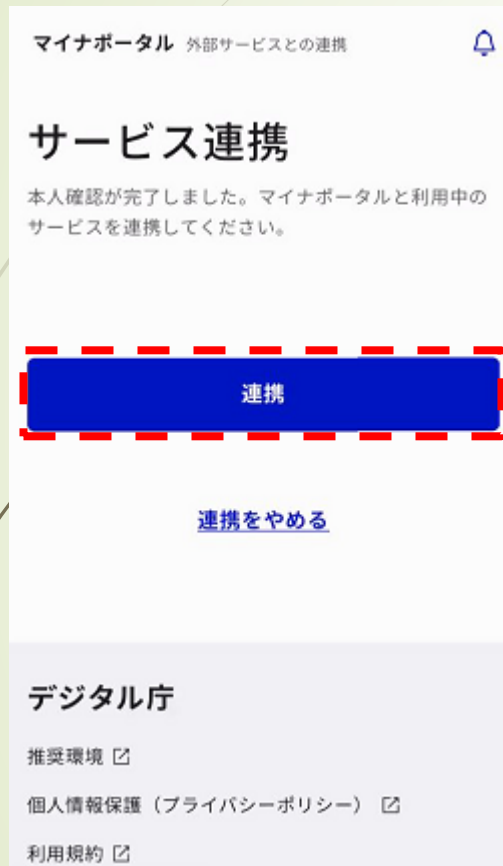 マイナポータル 外部サービスとの連携
サービス連携
本人確認が完了しました。マイナポータルと利用中の
サービスを連携してください。
連携
連携をやめる
デジタル庁
推奨環境
個人情報保護（プライバシーポリシー）
利用規約